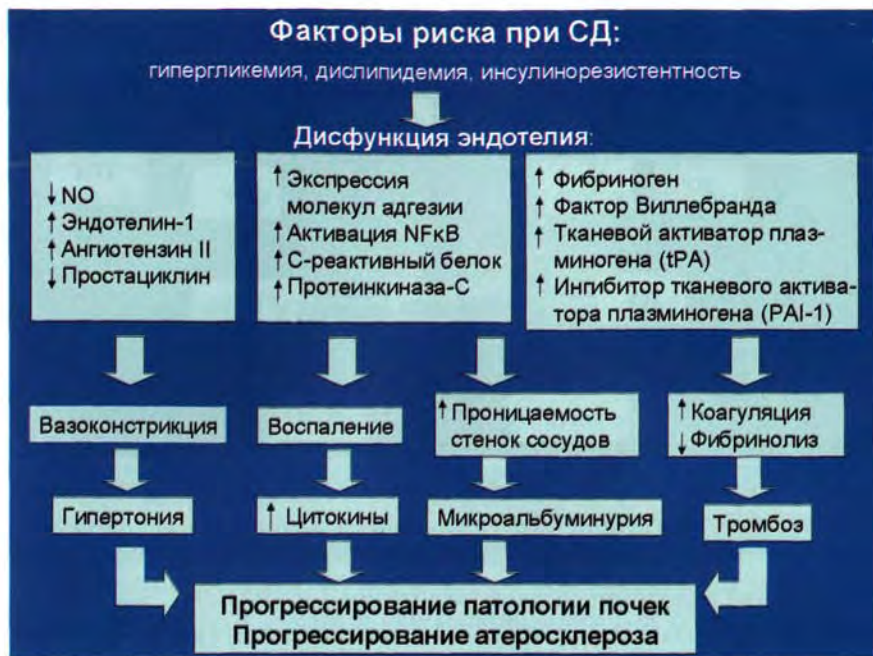 Факторы риска при СД:
гипергликемия, дислипидемия, инсулинорезистентность
Дисфункция эндотелия:
↓ NO
↑ Эндотелин-1
↑ Ангиотензин II
↓ Простациклин
↑ Экспрессия
молекул адгезии
↑ Активация NFκB
↑ С-реактивный белок
↑ Протеинкиназа-С
↑ Фибриноген
↑ Фактор Виллебранда
↑ Тканевой активатор плаз-
миногена (tPA)
↑ Ингибитор тканевого актива-
тора плазминогена (PAI-1)
Вазоконстрикция
Воспаление
↑ Проницаемость
стенок сосудов
↑ Коагуляция
↓ Фибринолиз
Гипертония
↑ Цитокины
Микроальбуминурия
Тромбоз
Прогрессирование патологии почек
Прогрессирование атеросклероза